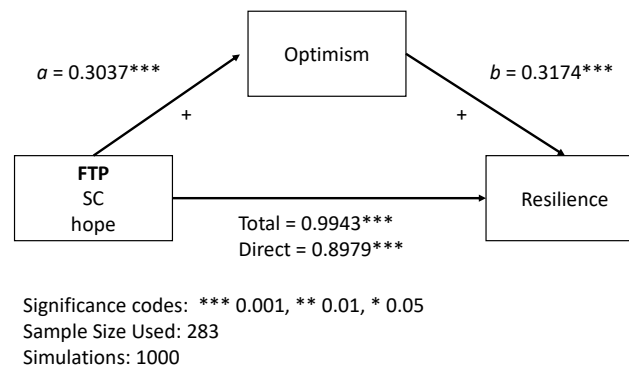 Optimism
a = 0.3037***
b = 0.3174***
+
+
FTP
SC
hope
Resilience
Total = 0.9943***
Direct = 0.8979***
Significance codes: *** 0.001, ** 0.01, * 0.05
Sample Size Used: 283
Simulations: 1000